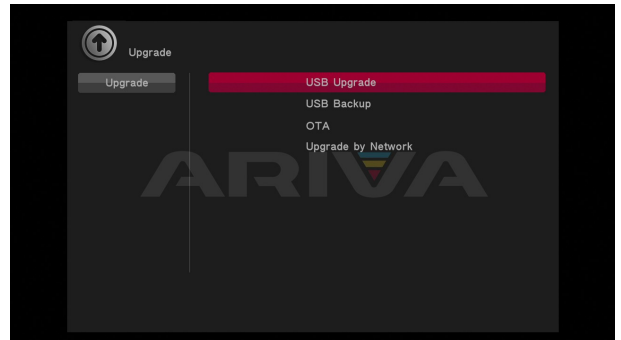 Upgrade
Upgrade
USB Upgrade
USB Backup
OTA
Upgrade by Network
ARIVA